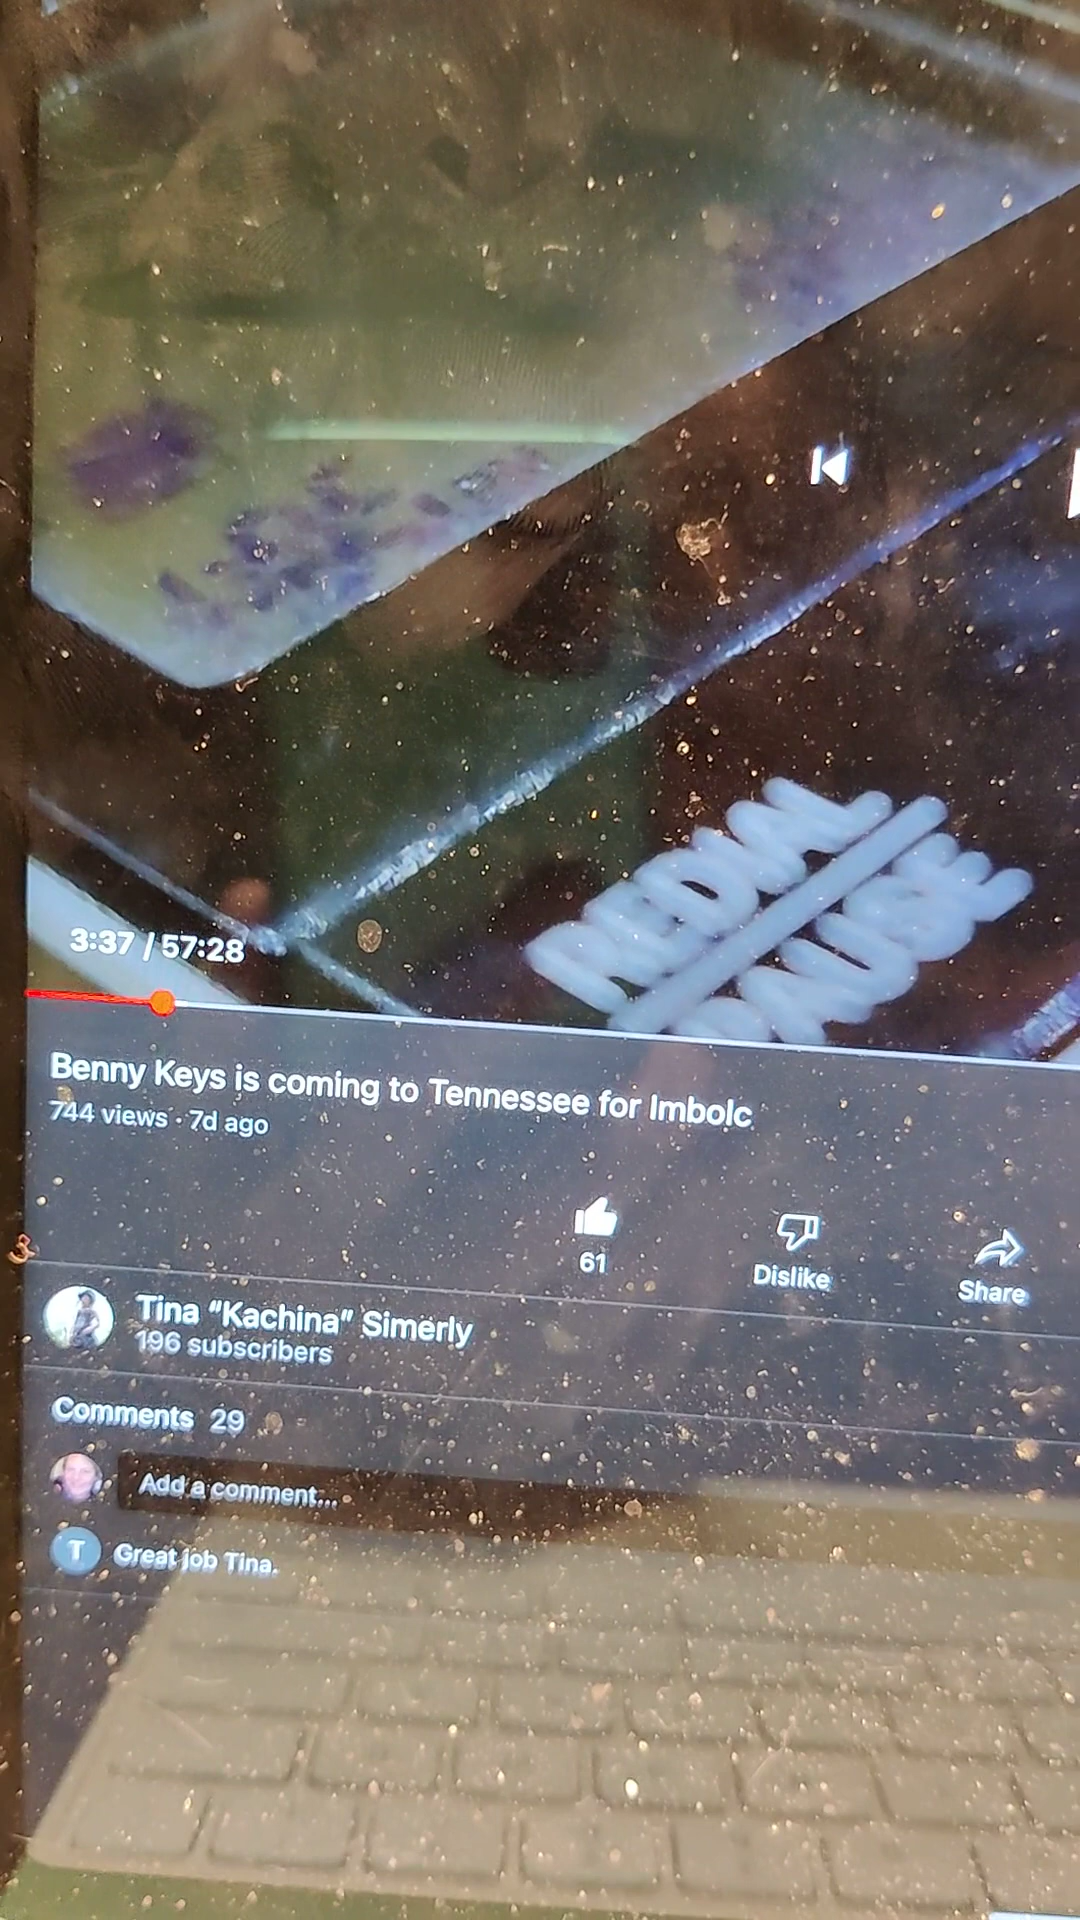 3:37 / 57:28
Benny Keys is coming to Tennessee for Imbolc
744 views · 7d ago
61
Dislike
Share
Tina “Kachina” Simerly
196 subscribers
Comments 29
Add a comment...
T
Great job Tina.